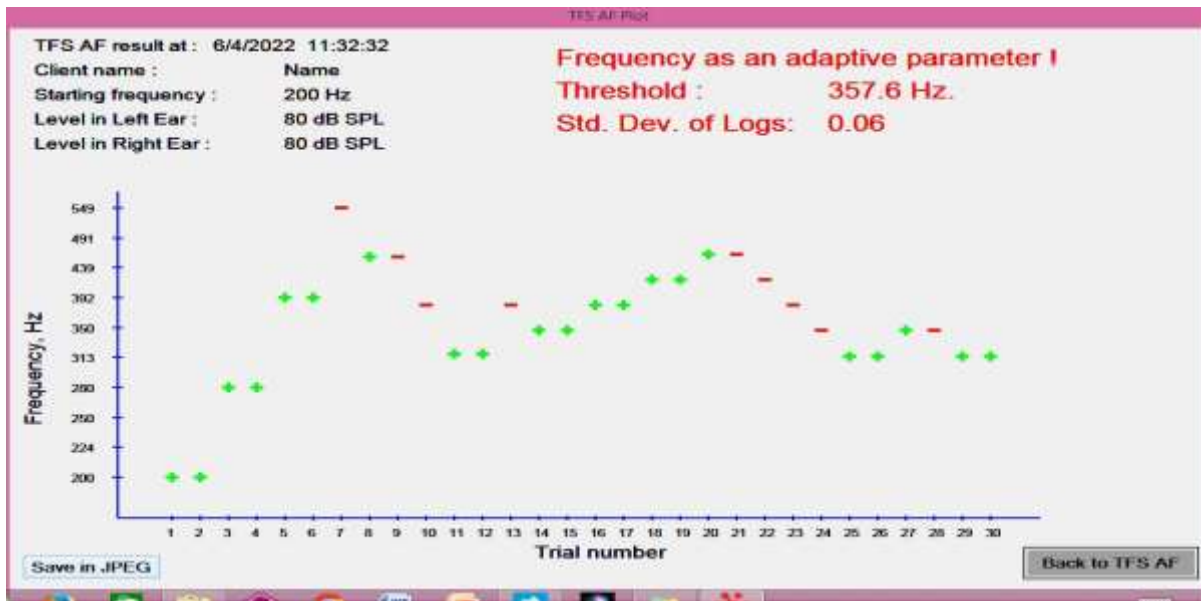 TFS AF Plot
TFS AF result at : 6/4/2022 11:32:32
Client name : Name
Starting frequency : 200 Hz
Level in Left Ear : 80 dB SPL
Level in Right Ear : 80 dB SPL
Frequency as an adaptive parameter !
Threshold : 357.6 Hz.
Std. Dev. of Logs: 0.06
Frequency, Hz
549
491
439
392
350
313
280
250
224
200
1 2 3 4 5 6 7 8 9 10 11 12 13 14 15 16 17 18 19 20 21 22 23 24 25 26 27 28 29 30
Trial number
Save in JPEG
Back to TFS AF